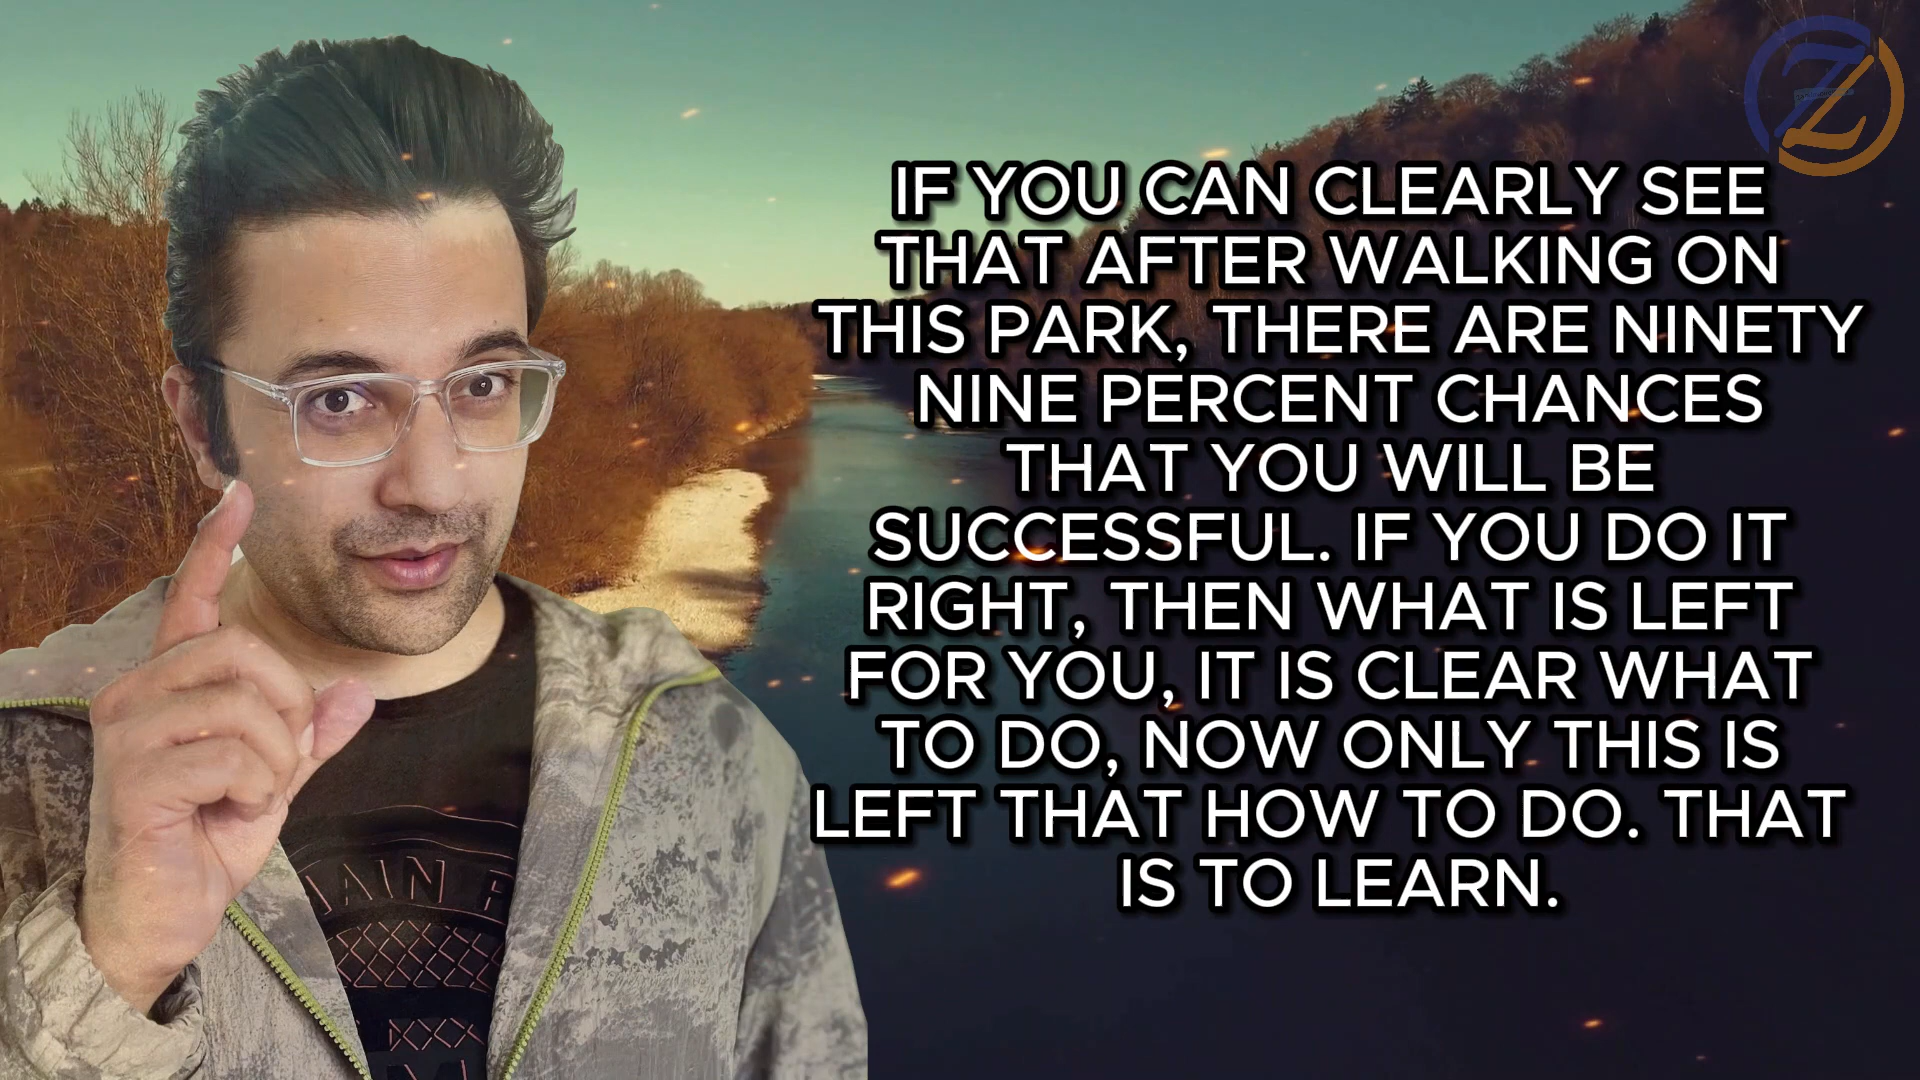 IF YOU CAN CLEARLY SEE
THAT AFTER WALKING ON
THIS PARK, THERE ARE NINETY
NINE PERCENT CHANCES
THAT YOU WILL BE
SUCCESSFUL. IF YOU DO IT
RIGHT, THEN WHAT IS LEFT
FOR YOU, IT IS CLEAR WHAT
TO DO, NOW ONLY THIS IS
LEFT THAT HOW TO DO. THAT
IS TO LEARN.